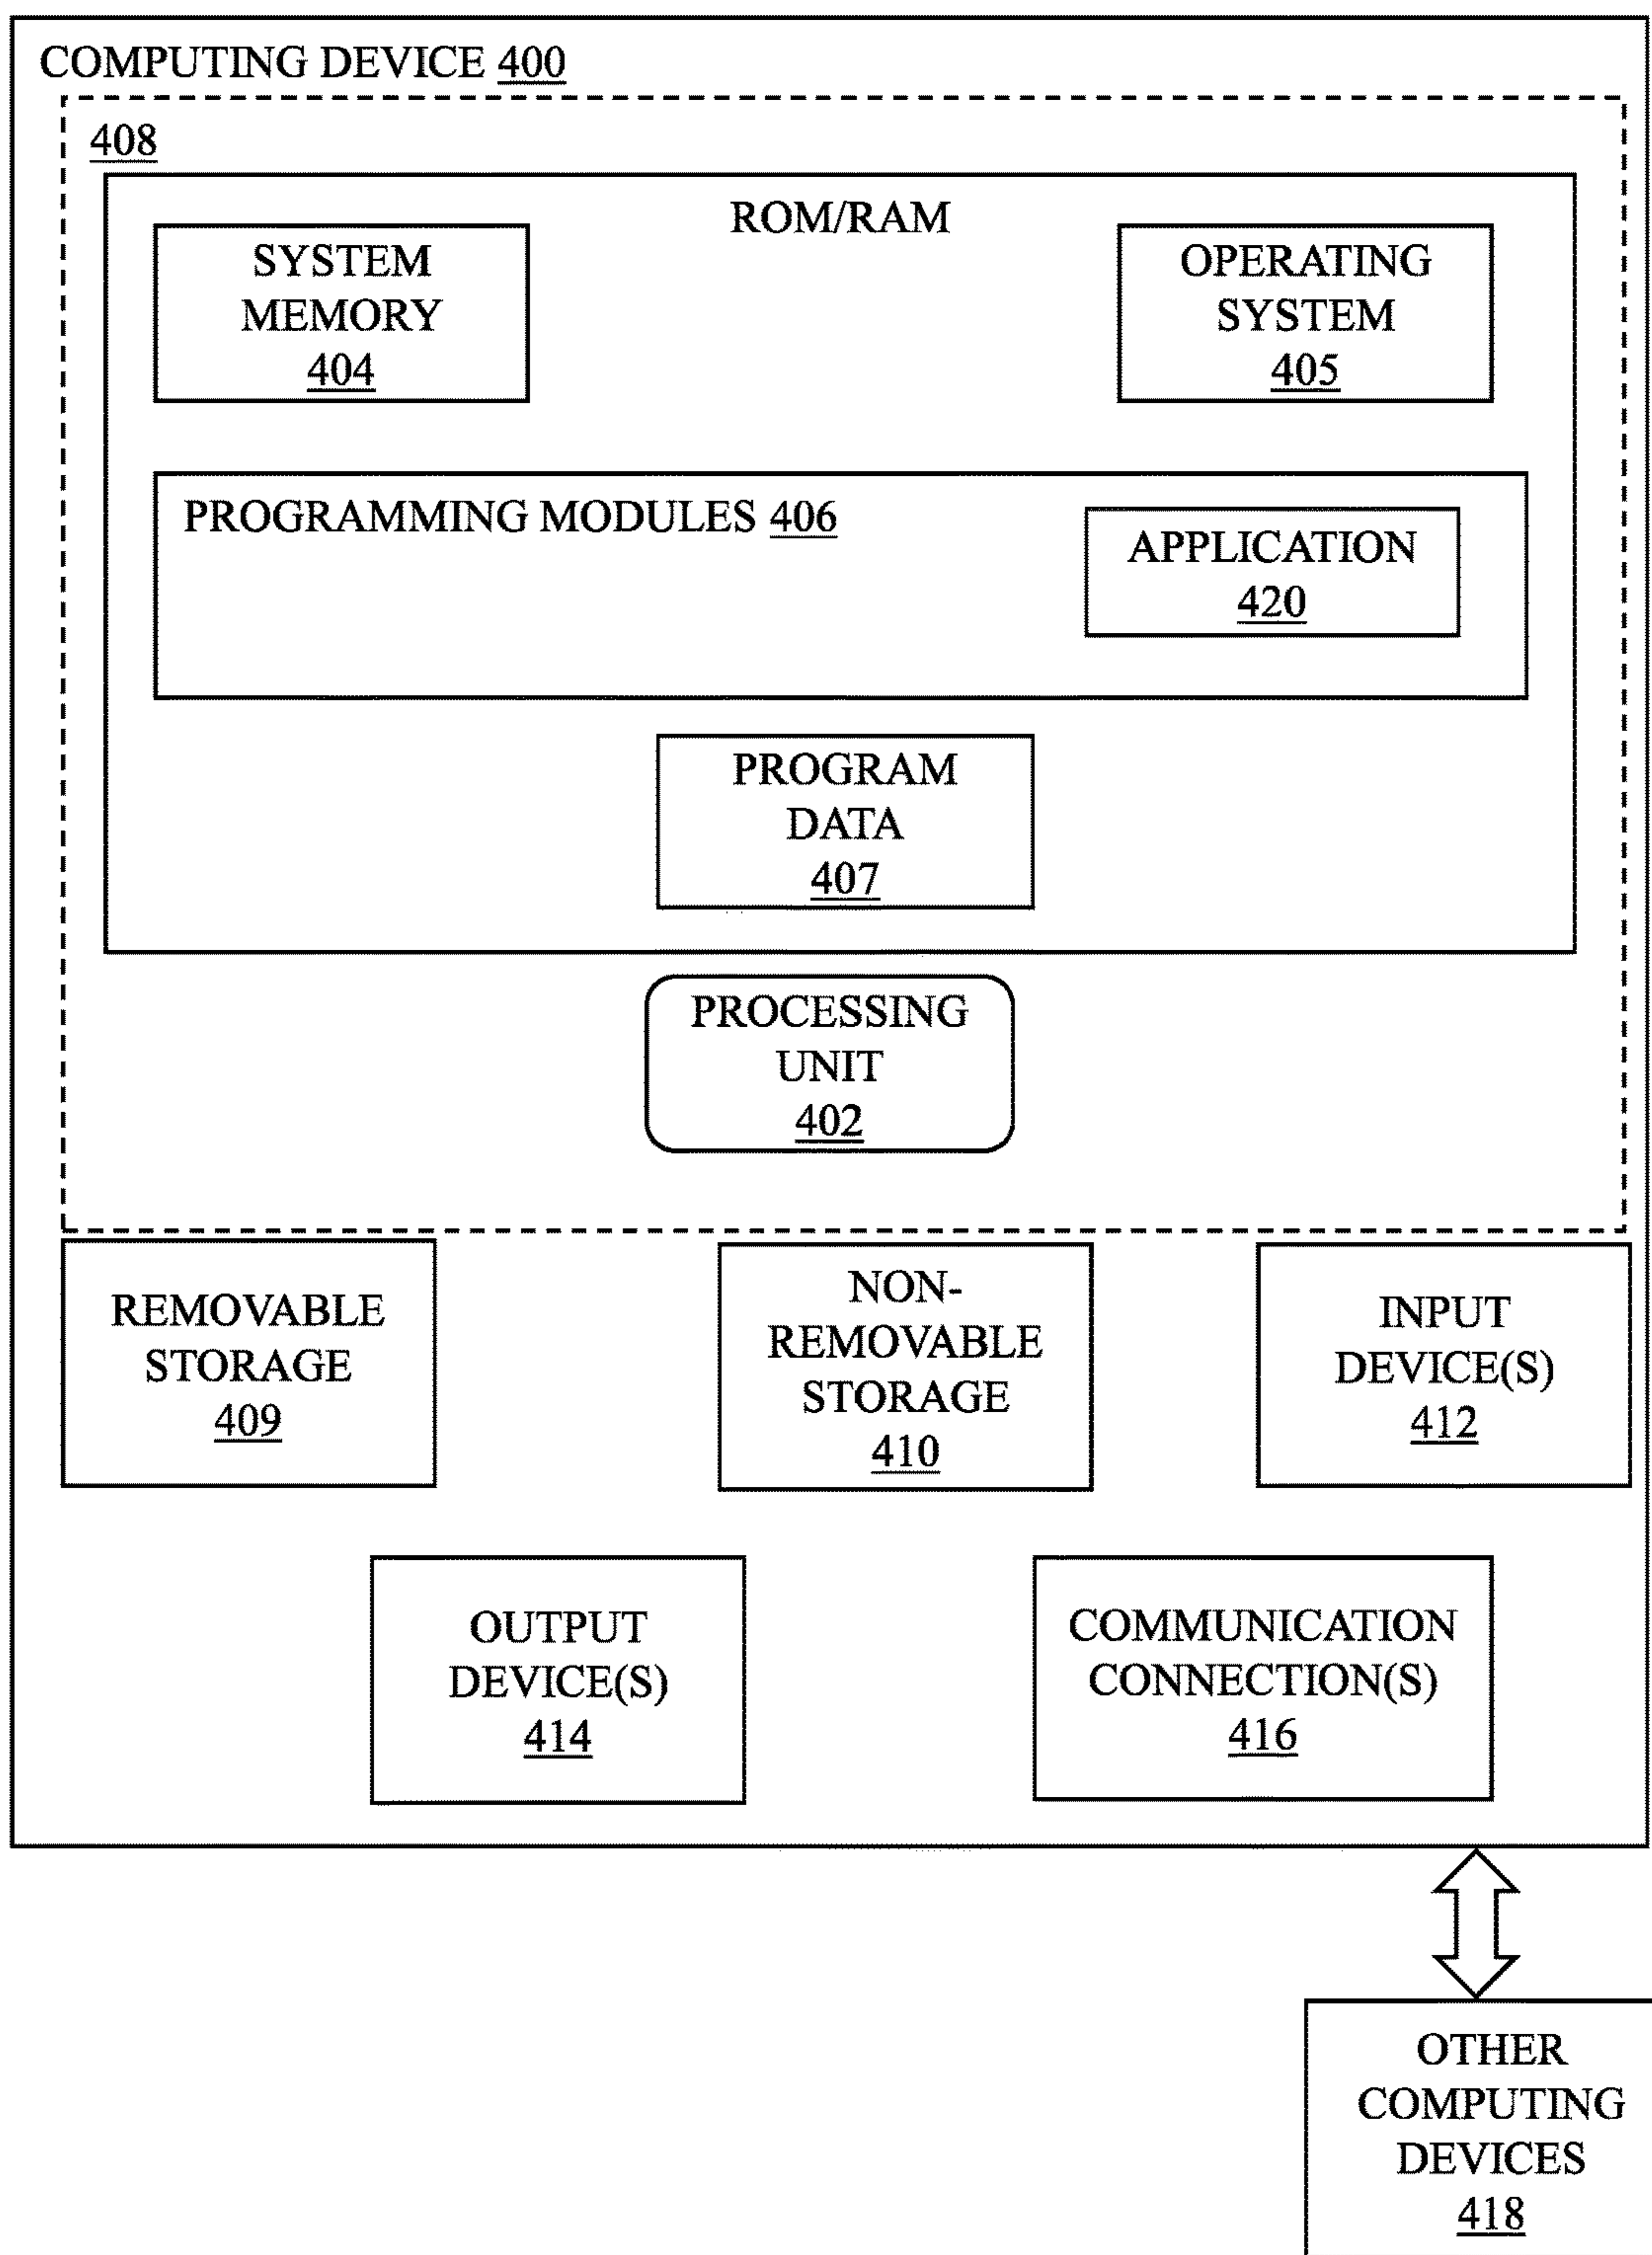 COMPUTING DEVICE 400
408
ROM/RAM
SYSTEM
MEMORY
404
OPERATING
SYSTEM
405
PROGRAMMING MODULES 406
APPLICATION
420
PROGRAM
DATA
407
PROCESSING
UNIT
402
REMOVABLE
STORAGE
409
NON-
REMOVABLE
STORAGE
410
INPUT
DEVICE(S)
412
OUTPUT
DEVICE(S)
414
COMMUNICATION
CONNECTION(S)
416
OTHER
COMPUTING
DEVICES
418